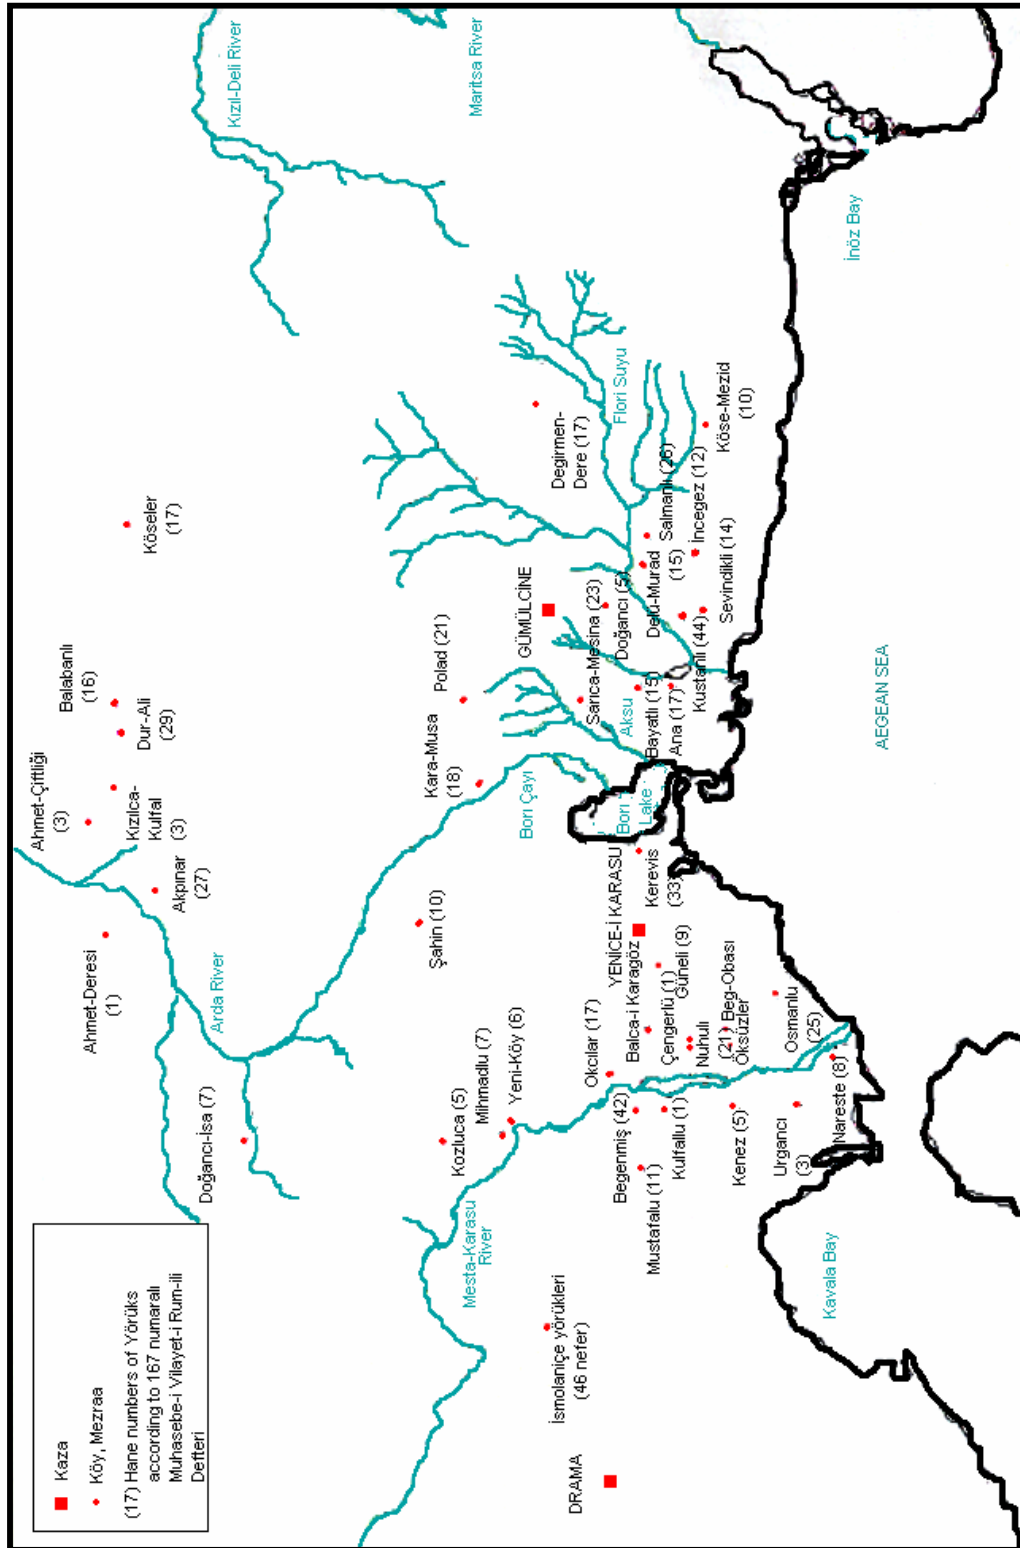 Kaza
Köy, Mezraa
(17) Hane numbers of Yörüks
according to 167 numaralı
Muhasebe-i Vilayet-i Rum-ili
Defteri
Kızıl-Deli River
Maritsa River
İnöz Bay
Köseler
(17)
Balabanlı
(16)
Dur-Ali
(29)
Ahmet-Çiftliği
(3)
Kızılca-
Kulfal
(3)
Akpınar
(27)
Ahmet-Deresi
(1)
Arda River
Doğancı-İsa (7)
Polad (21)
Kara-Musa
(18)
Borı Çayı
Şahin (10)
GÜMÜLCİNE
Degirmen-
Dere (17)
Flori Suyu
Köse-Mezid
(10)
Salmanlı (26)
İncegez (12)
Delü-Murad
(15)
Sevindikli (14)
Doğancı (5)
Sarıca-Mesina (23)
Kustanlı (44)
Aksu
Bayatlı (15)
Ana (17)
Borı
Lake
YENİCE-İ KARASU
Kerevis
(33)
Balca-i Karagöz
Güneli (9)
Çengerlü (1)
Nuhuli
(21)
Beg-Obası
Öksüzler
Osmanlu
(25)
Okcılar (17)
Yeni-Köy (6)
Mihmadlu (7)
Kozluca (5)
Begenmiş (42)
Kulfallu (1)
Mustafalu (11)
Kenez (5)
Urgancı
(3)
Nareste (8)
Mesta-Karasu
River
İsmolaniçe yörükleri
(46 nefer)
DRAMA
Kavala Bay
AEGEAN SEA